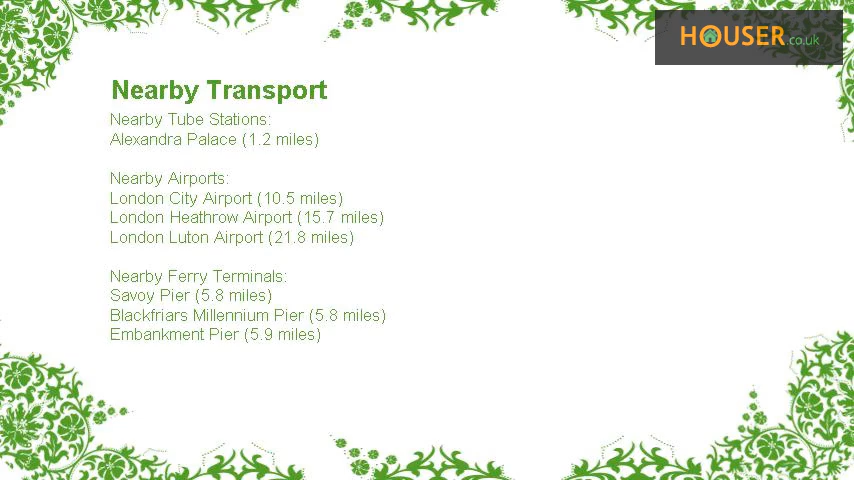 HOUSER.co.uk
Nearby Transport
Nearby Tube Stations:
Alexandra Palace (1.2 miles)
Nearby Airports:
London City Airport (10.5 miles)
London Heathrow Airport (15.7 miles)
London Luton Airport (21.8 miles)
Nearby Ferry Terminals:
Savoy Pier (5.8 miles)
Blackfriars Millennium Pier (5.8 miles)
Embankment Pier (5.9 miles)